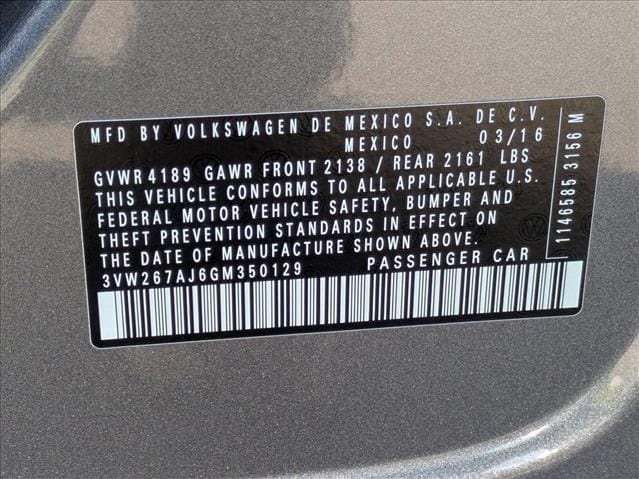 MFD BY VOLKSWAGEN DE MEXICO S.A. DE C.V.
MEXICO 03/16
GVWR 4189 GAWR FRONT 2138 / REAR 2161 LBS
THIS VEHICLE CONFORMS TO ALL APPLICABLE U.S.
FEDERAL MOTOR VEHICLE SAFETY, BUMPER AND
THEFT PREVENTION STANDARDS IN EFFECT ON
THE DATE OF MANUFACTURE SHOWN ABOVE.
3VW267AJ6GM350129 PASSENGER CAR
1146585 3156 M